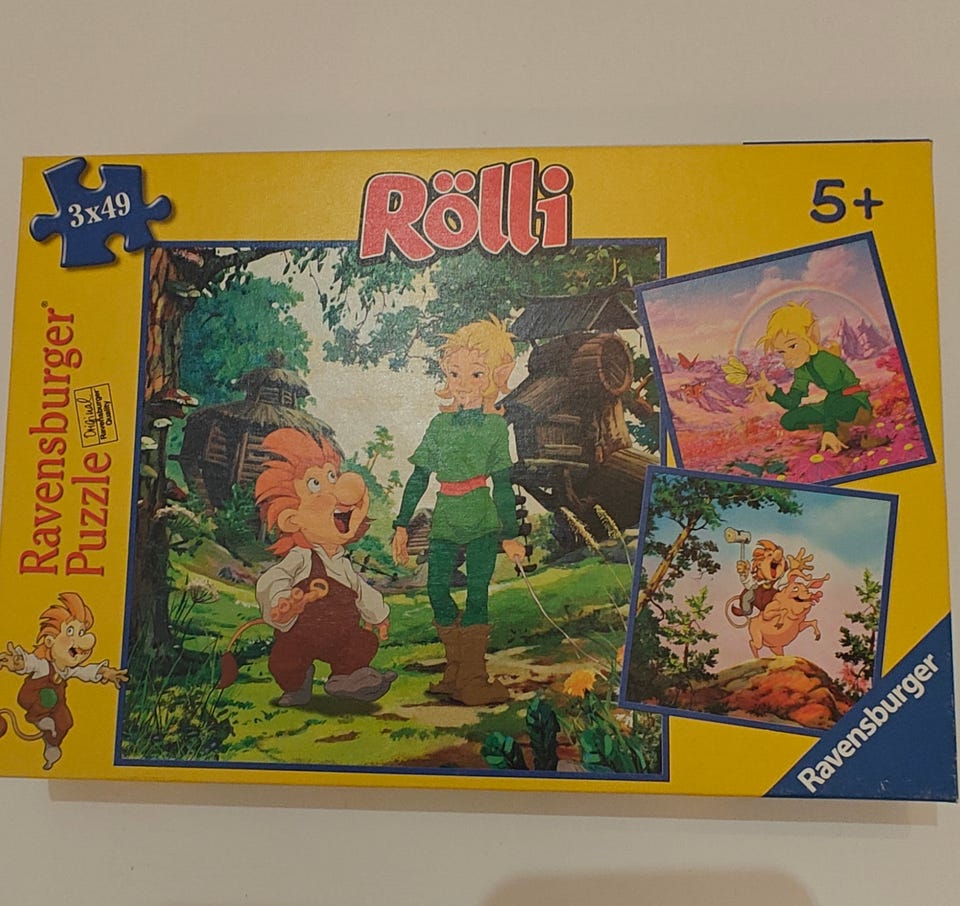 3x49
Rölli
5+
Ravensburger®
Puzzle
Original
Ravensburger
Quality
Ravensburger